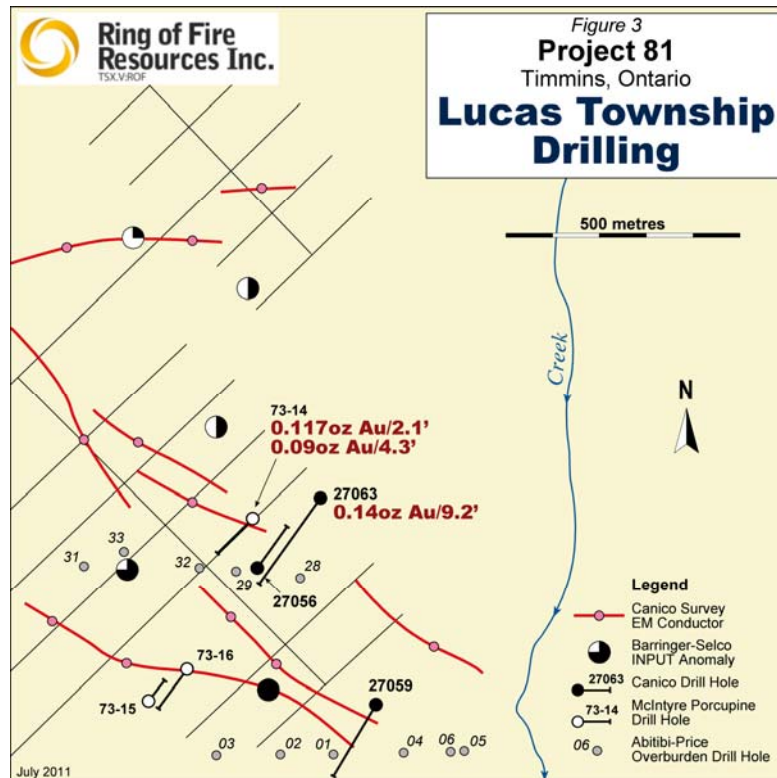 Ring of Fire
Resources Inc.
TSX.V:ROF
Figure 3
Project 81
Timmins, Ontario
Lucas Township
Drilling
500 metres
Creek
N
73-14
0.117oz Au/2.1'
0.09oz Au/4.3'
27063
0.14oz Au/9.2'
33
31
32
29
28
27056
73-16
73-15
27059
03
02
01
04
06
05
Legend
Canico Survey
EM Conductor
Barringer-Selco
INPUT Anomaly
27063
Canico Drill Hole
73-14
McIntyre Porcupine
Drill Hole
06
Abitibi-Price
Overburden Drill Hole
July 2011